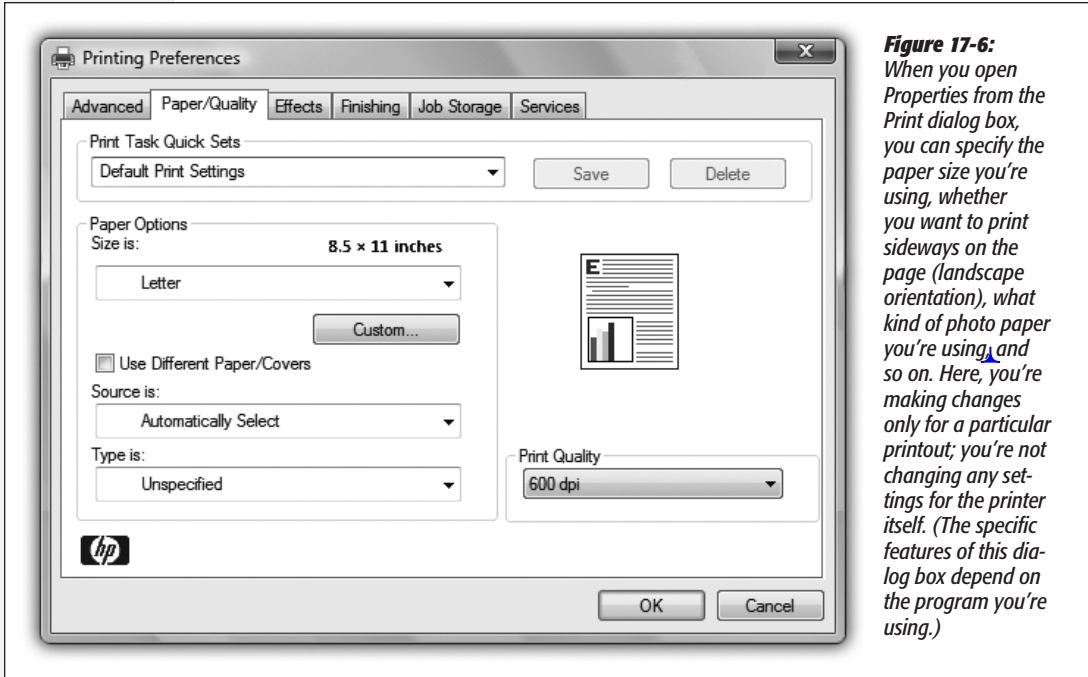 Printing Preferences
X
Advanced Paper/Quality Effects Finishing Job Storage Services
Print Task Quick Sets
Default Print Settings
Save
Delete
Paper Options
Size is:
8.5 × 11 inches
Letter
Custom...
Use Different Paper/Covers
Source is:
Automatically Select
Type is:
Unspecified
E
Print Quality
600 dpi
hp
OK
Cancel
Figure 17-6:
When you open
Properties from the
Print dialog box,
you can specify the
paper size you’re
using, whether
you want to print
sideways on the
page (landscape
orientation), what
kind of photo paper
you’re using, and
so on. Here, you’re
making changes
only for a particular
printout; you’re not
changing any set-
tings for the printer
itself. (The specific
features of this dia-
log box depend on
the program you’re
using.)